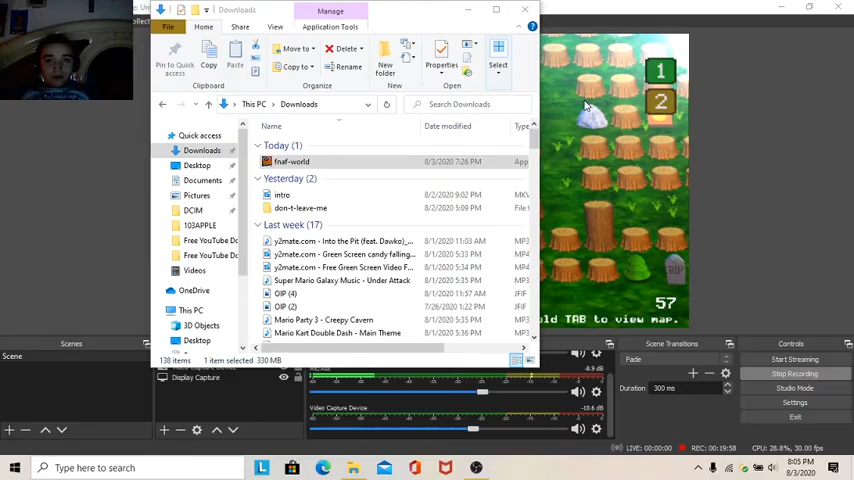 Manage
Downloads
File
Home
Share
View
Application Tools
Pin to Quick access
Copy
Paste
Move to
Copy to
Delete
Rename
New folder
Properties
Open
Select
Clipboard
Organize
This PC
Downloads
Search Downloads
Name
Date modified
Quick access
Downloads
Desktop
Documents
Pictures
DCIM
103APPLE
Free YouTube Do
Free YouTube Do
Videos
OneDrive
This PC
3D Objects
Desktop
Today (1)
fnaf-world 8/3/2020 7:26 PM App
Yesterday (2)
intro 8/2/2020 9:02 PM MKV
don-t-leave-me 8/2/2020 5:09 PM File
Last week (17)
y2mate.com - Into the Pit (feat. Dawko)_... 8/1/2020 11:03 AM MP3
y2mate.com - Green Screen candy falling... 8/1/2020 5:33 PM MP4
y2mate.com - Free Green Screen Video F... 8/1/2020 5:34 PM MP4
Super Mario Galaxy Music - Under Attack 8/1/2020 5:38 PM MP3
OIP (4) 8/1/2020 11:57 AM JFIF
OIP (2) 7/26/2020 1:22 PM JFIF
Mario Party 3 - Creepy Cavern 8/1/2020 5:40 PM MP3
Mario Kart Double Dash - Main Theme 8/1/2020 5:36 PM MP3
138 items 1 item selected 330 MB
1
2
RIP
57
old TAB to view map.
Scenes
Scene
Display Capture
-8.9 dB
Video Capture Device
-10.6 dB
Scene Transitions
Fade
Duration
300 ms
Controls
Start Streaming
Stop Recording
Studio Mode
Settings
Exit
LIVE: 00:00:00
REC: 00:19:58
CPU: 28.8%, 30.00 fps
Type here to search
8:05 PM
8/3/2020